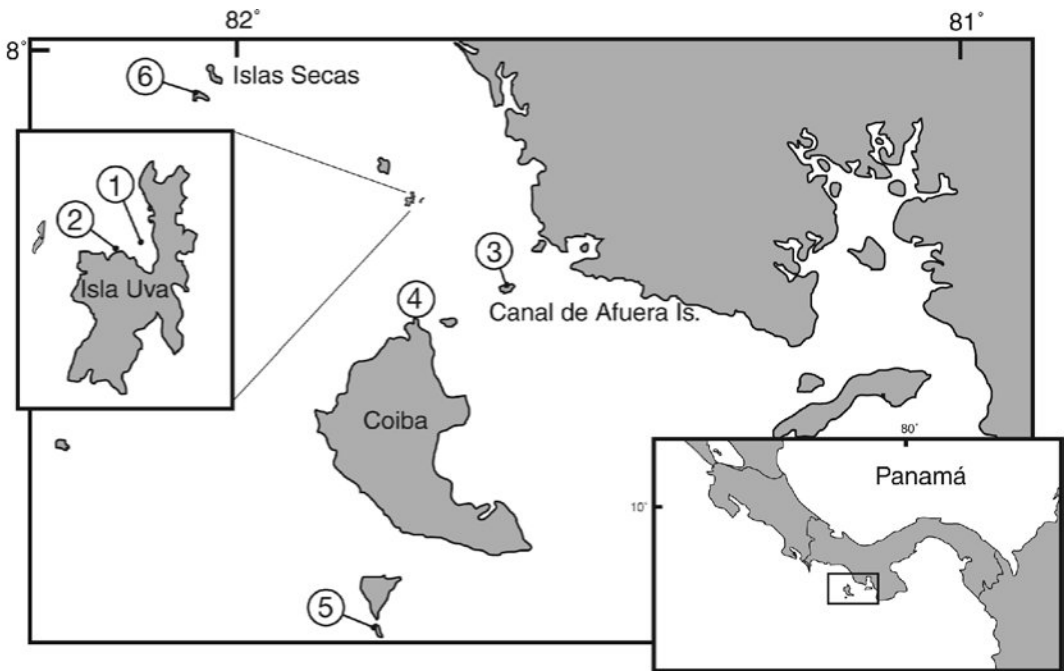 82°
81°
8°
6
Islas Secas
1
2
Isla Uva
3
Canal de Afuera Is.
4
Coiba
5
80°
Panamá
10°